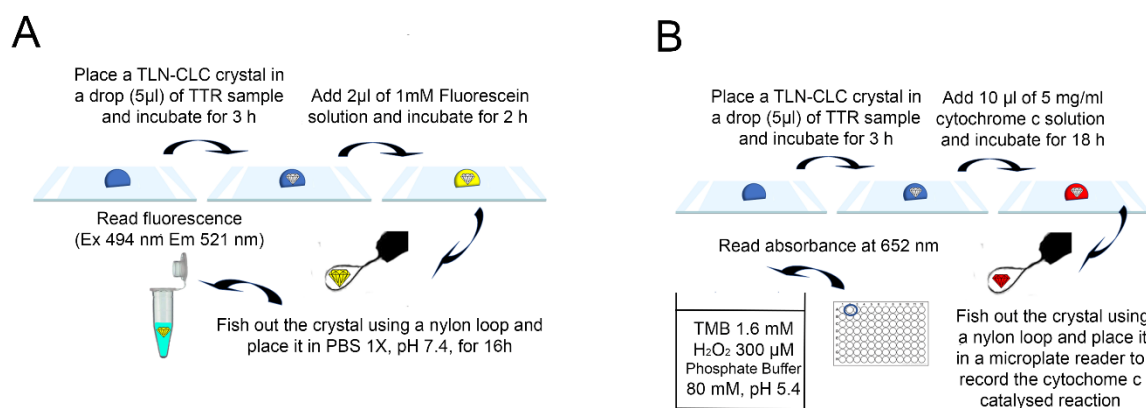 A
Place a TLN-CLC crystal in
a drop (5µl) of TTR sample
and incubate for 3 h
Add 2µl of 1mM Fluorescein
solution and incubate for 2 h
Read fluorescence
(Ex 494 nm Em 521 nm)
Fish out the crystal using a nylon loop and
place it in PBS 1X, pH 7.4, for 16h
B
Place a TLN-CLC crystal in
a drop (5µl) of TTR sample
and incubate for 3 h
Add 10 µl of 5 mg/ml
cytochrome c solution
and incubate for 18 h
Read absorbance at 652 nm
TMB 1.6 mM
H₂O₂ 300 µM
Phosphate Buffer
80 mM, pH 5.4
Fish out the crystal using
a nylon loop and place it
in a microplate reader to
record the cytochome c
catalysed reaction